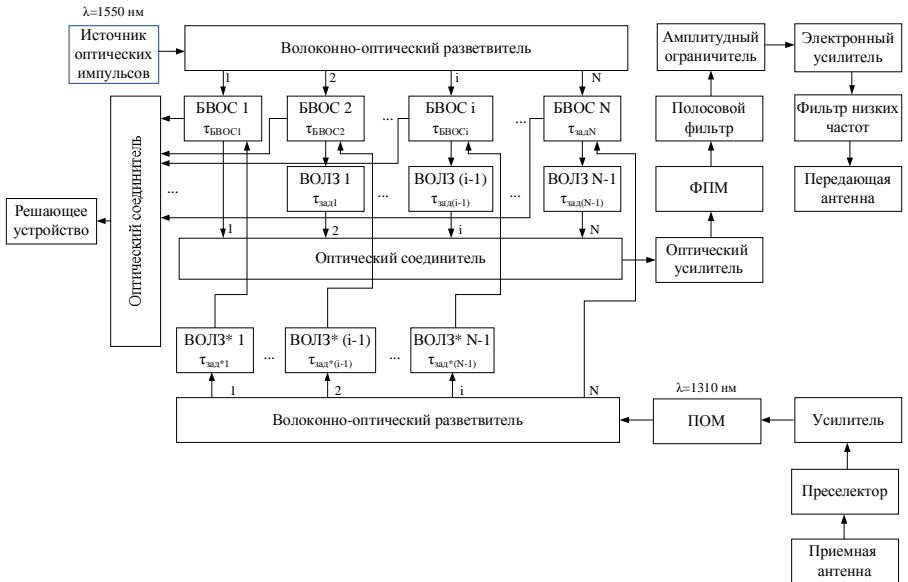 λ=1550 нм
Источник
оптических
импульсов
Волоконно-оптический разветвитель
Амплитудный
ограничитель
Электронный
усилитель
1
2
i
N
БВОС 1
τБВОС1
БВОС 2
τБВОС2
...
БВОС i
τБВОСi
...
БВОС N
τзадN
Полосовой
фильтр
Фильтр низких
частот
ВОЛЗ 1
τзад1
...
ВОЛЗ (i-1)
τзад(i-1)
...
ВОЛЗ N-1
τзад(N-1)
ФПМ
Передающая
антенна
...
Решающее
устройство
Оптический соединитель
1
2
i
N
Оптический соединитель
Оптический
усилитель
ВОЛЗ* 1
τзад*1
...
ВОЛЗ* (i-1)
τзад*(i-1)
...
ВОЛЗ* N-1
τзад*(N-1)
1
2
i
N
λ=1310 нм
Волоконно-оптический разветвитель
ПОМ
Усилитель
Преселектор
Приемная
антенна